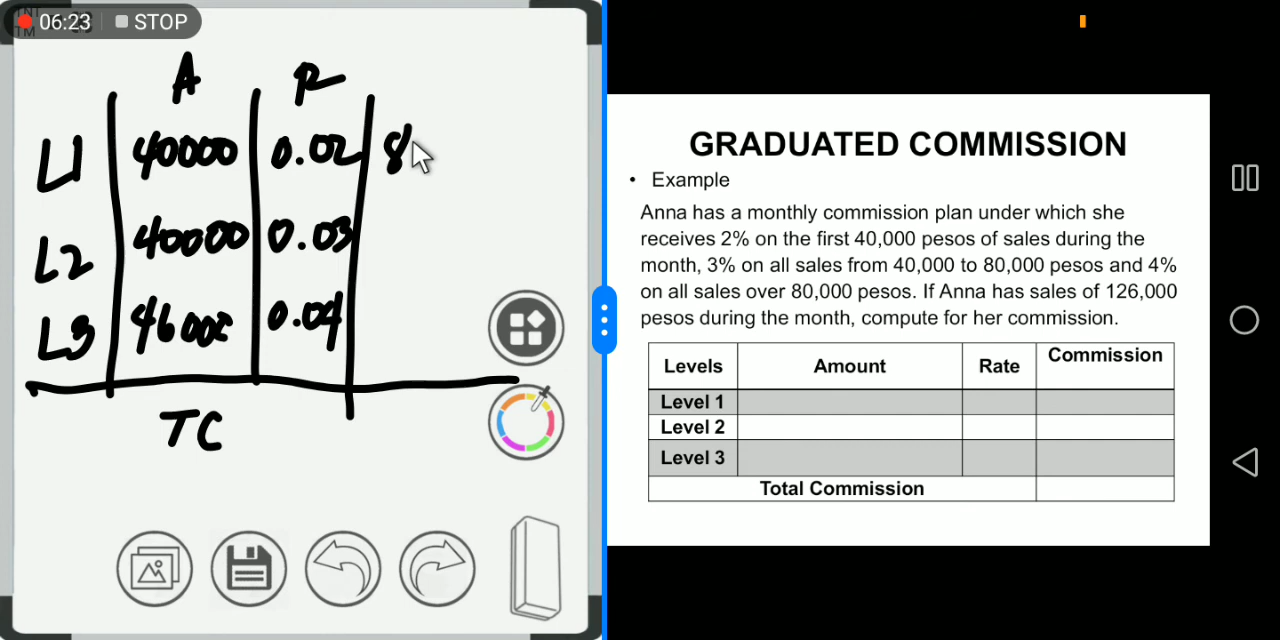 06:23 STOP
A R
L1 40000 0.02 8
L2 40000 0.03
L3 46000 0.04
TC
GRADUATED COMMISSION
• Example
Anna has a monthly commission plan under which she
receives 2% on the first 40,000 pesos of sales during the
month, 3% on all sales from 40,000 to 80,000 pesos and 4%
on all sales over 80,000 pesos. If Anna has sales of 126,000
pesos during the month, compute for her commission.
Levels Amount Rate Commission
Level 1
Level 2
Level 3
Total Commission